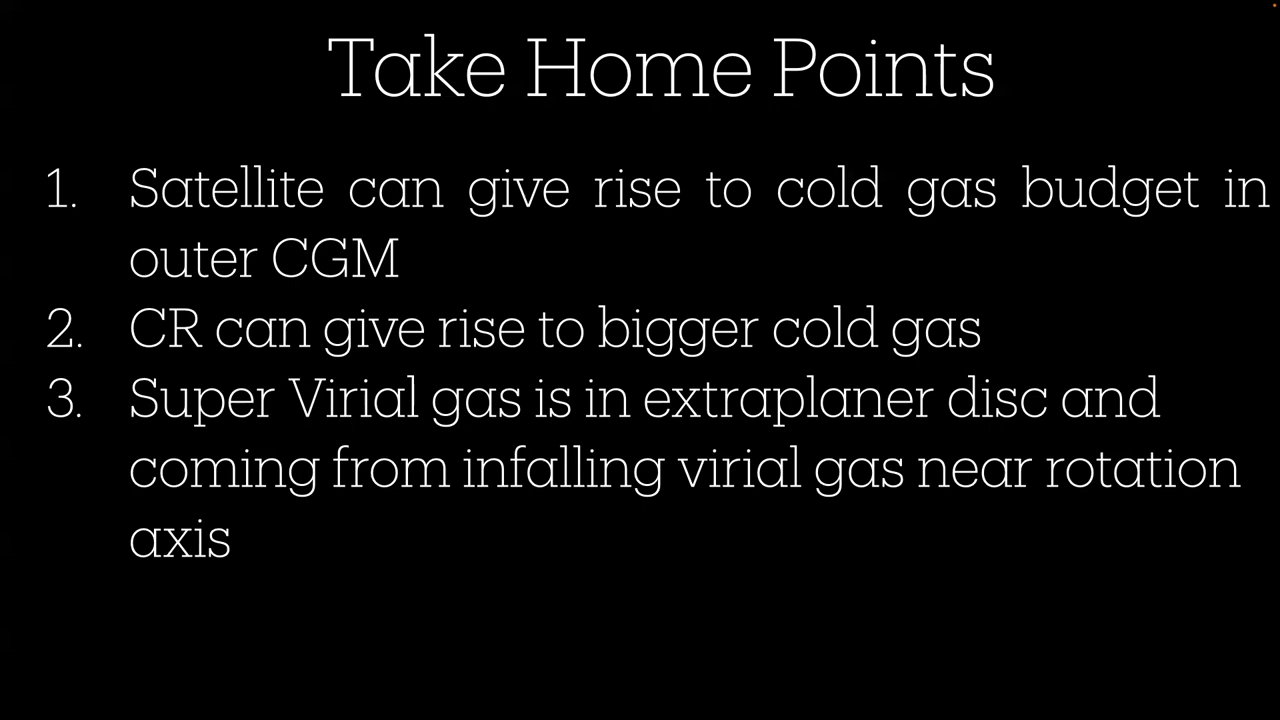 Take Home Points
1. Satellite can give rise to cold gas budget in
outer CGM
2. CR can give rise to bigger cold gas
3. Super Virial gas is in extraplaner disc and
coming from infalling virial gas near rotation
axis